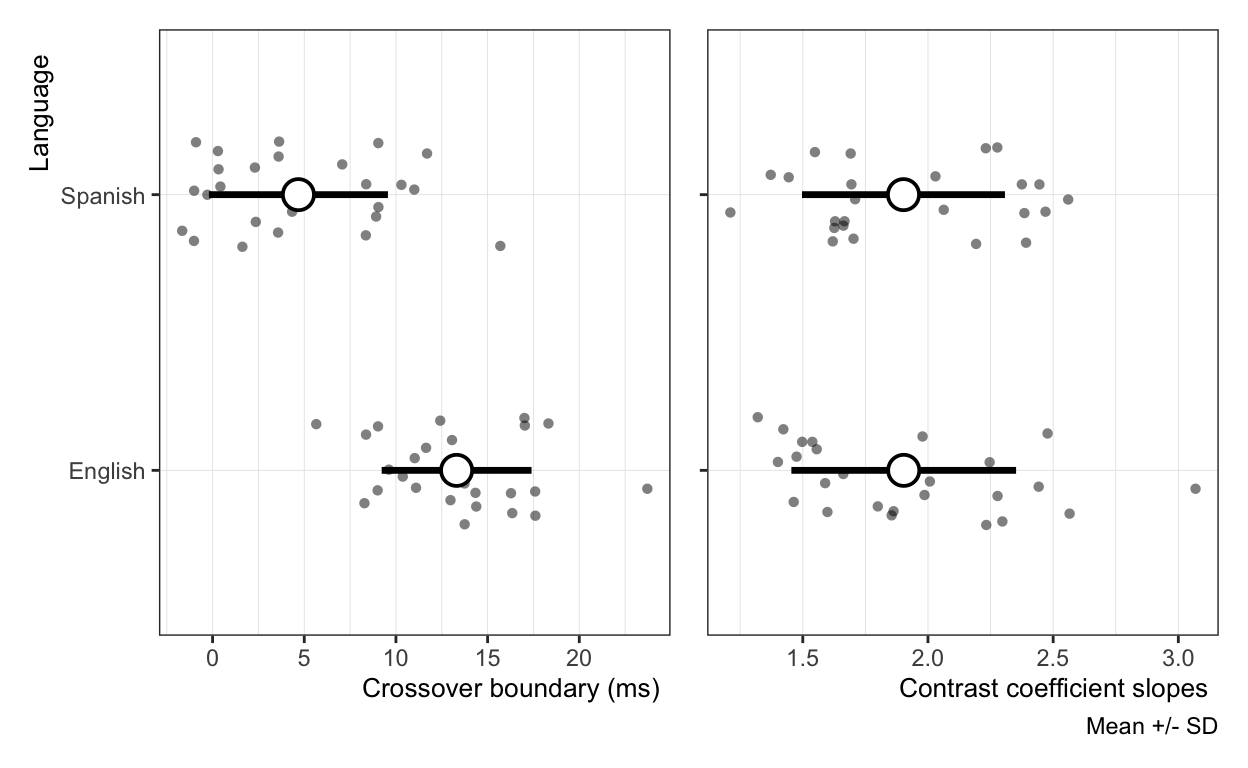 Language
Spanish
English
0 5 10 15 20
Crossover boundary (ms)
1.5 2.0 2.5 3.0
Contrast coefficient slopes
Mean +/- SD